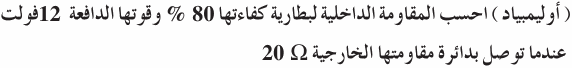 ( أوليمبياد ) احسب المقاومة الداخلية لبطارية كفاءتها 80 % وقوتها الدافعة 12فولت
عندما توصل بدائرة مقاومتها الخارجية 20 Ω